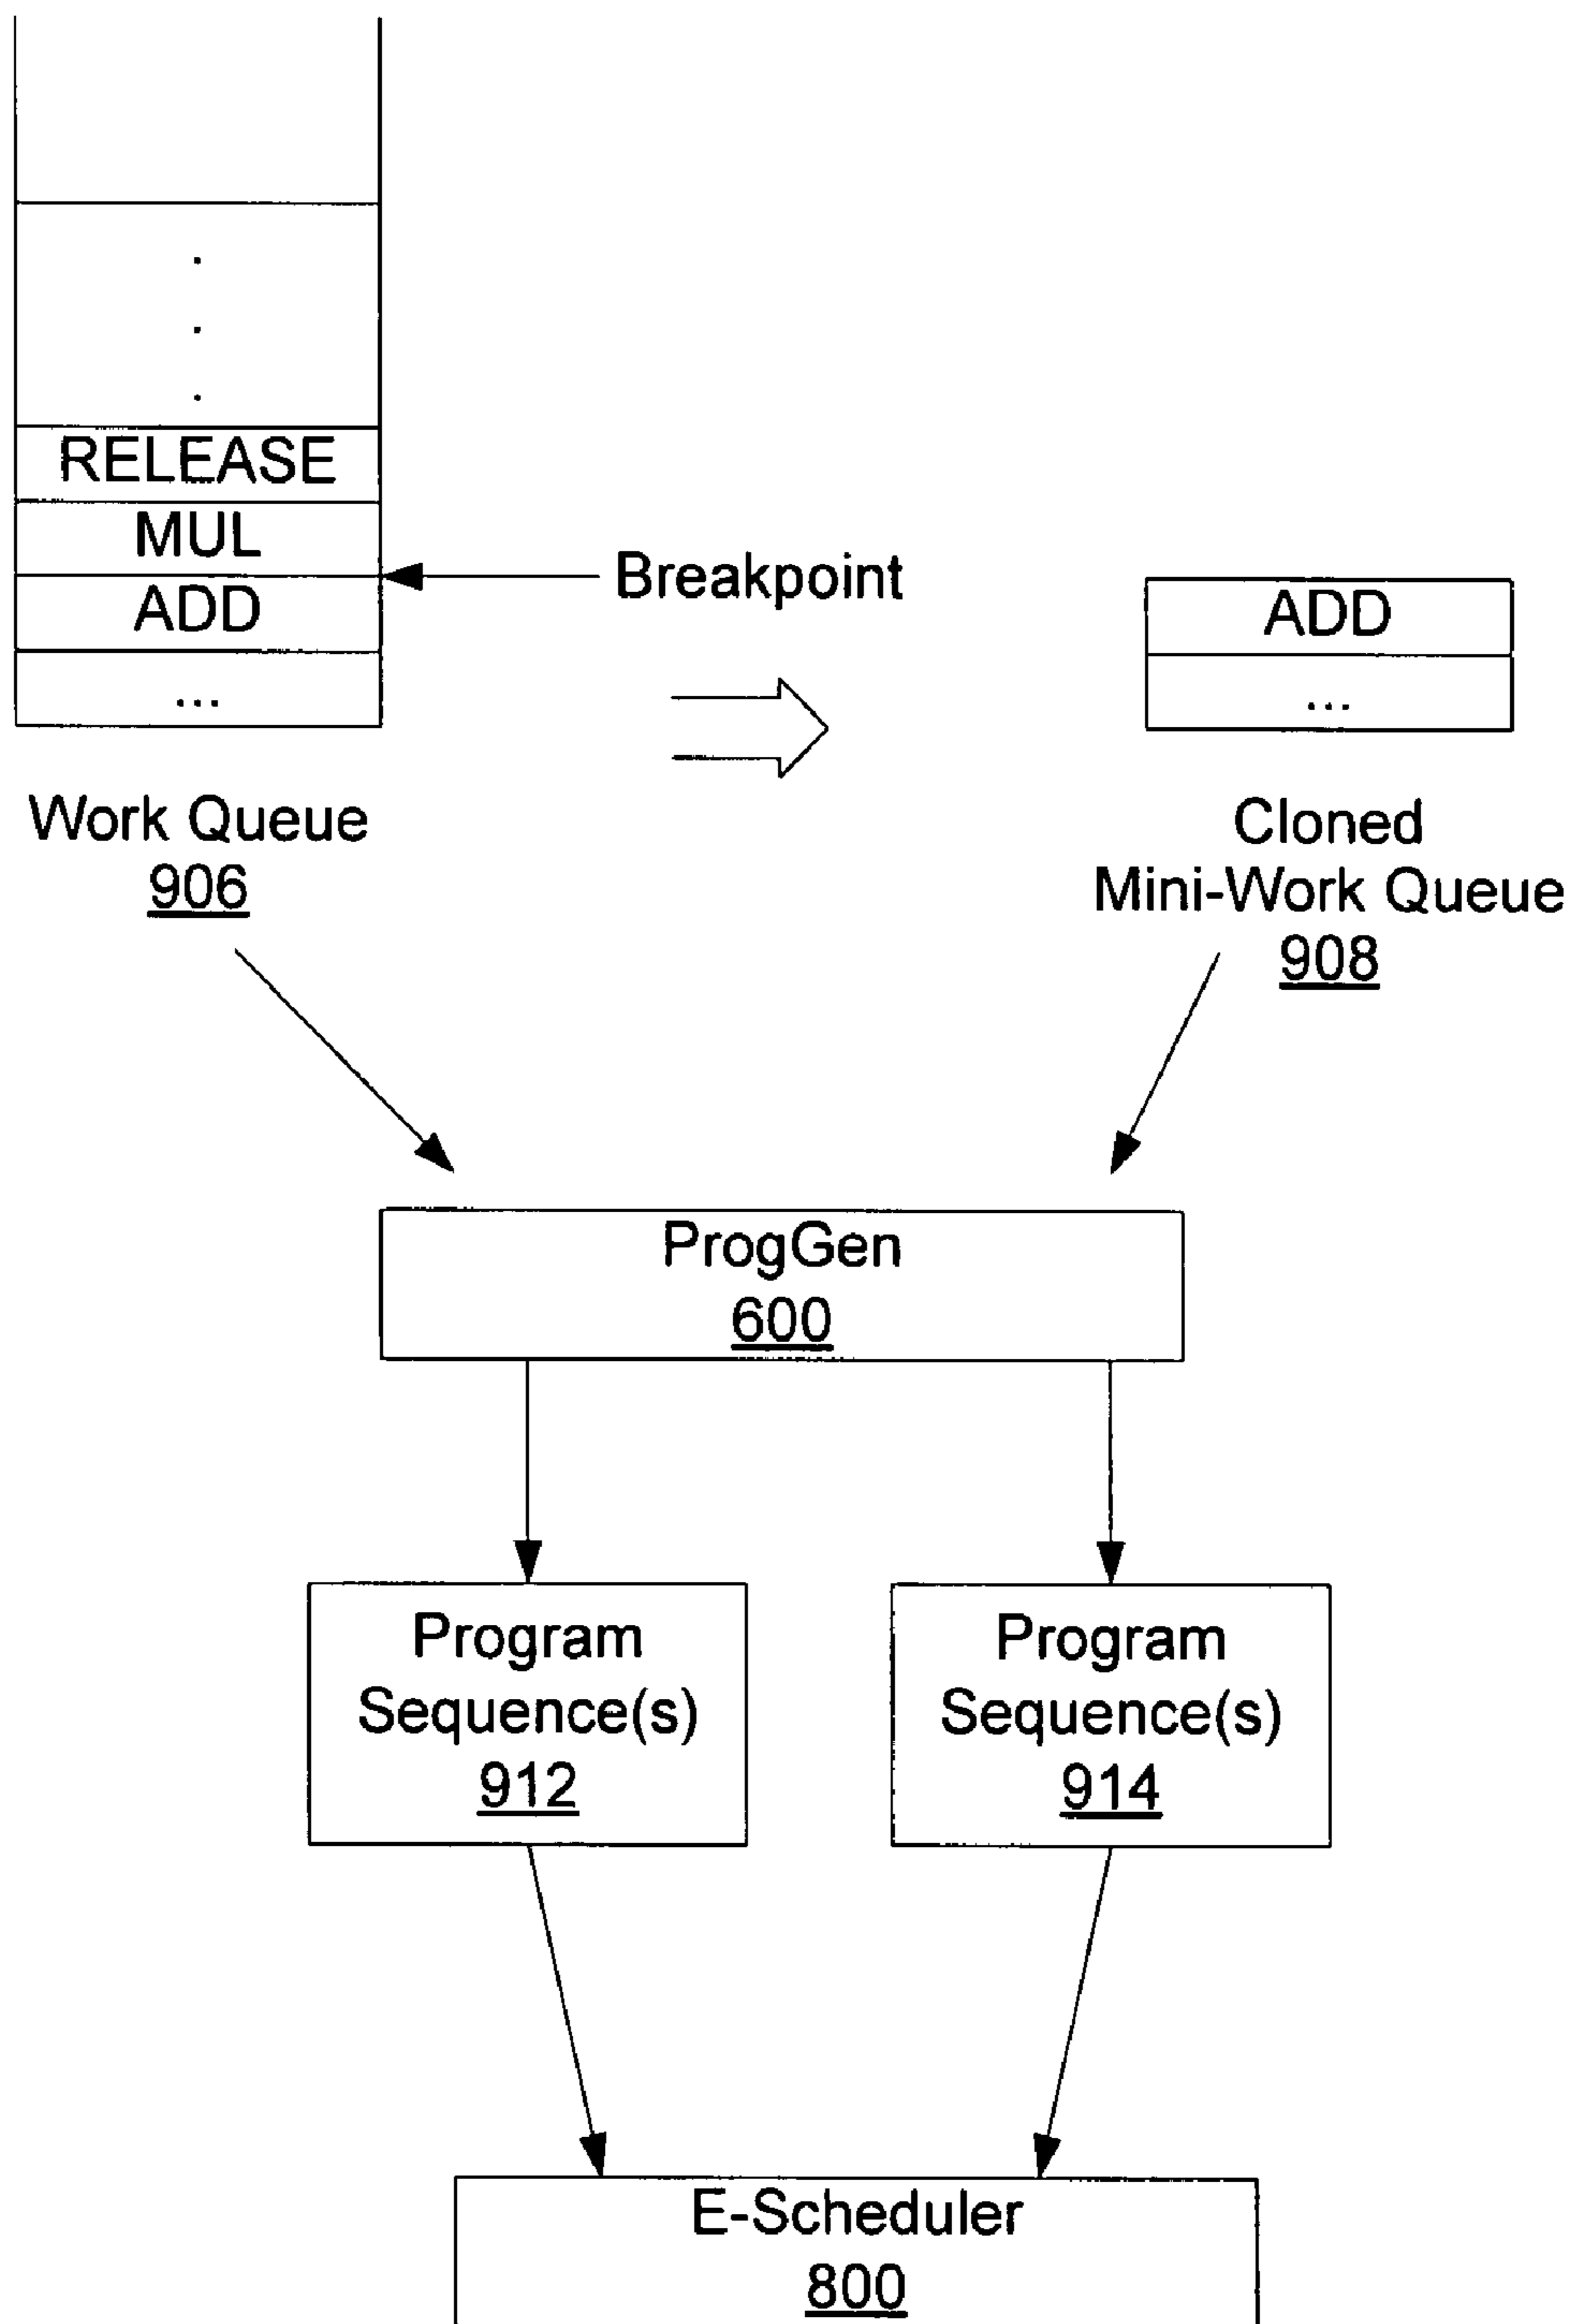 .
.
.
RELEASE
MUL
ADD
...
Breakpoint
ADD
...
Work Queue
906
Cloned
Mini-Work Queue
908
ProgGen
600
Program
Sequence(s)
912
Program
Sequence(s)
914
E-Scheduler
800